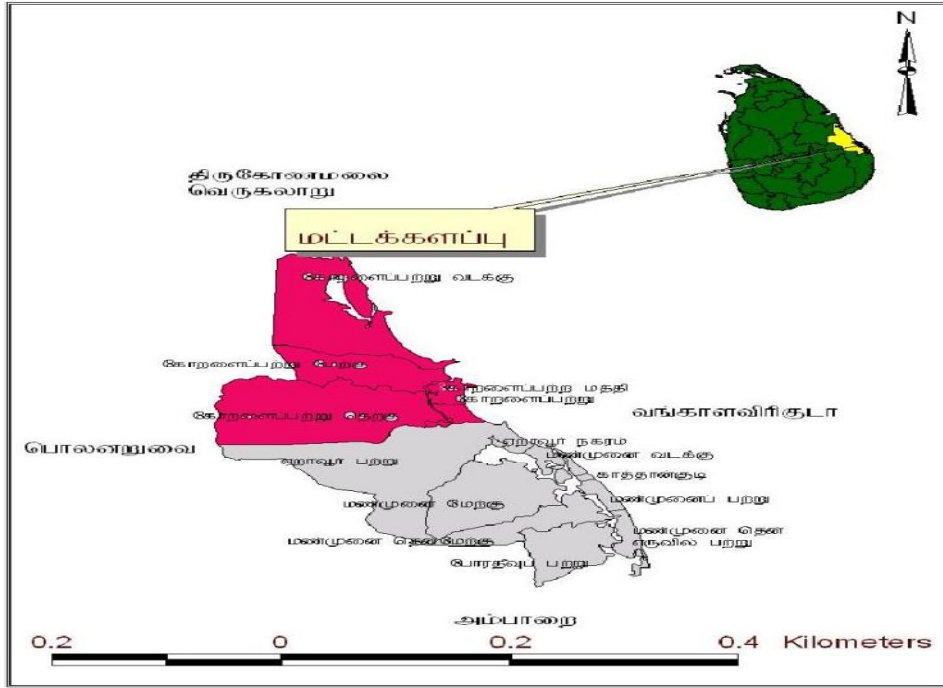 N
திருகோணமலை
வெருகலாறு
மட்டக்களப்பு
கோறளைப்பற்று வடக்கு
கோறளைப்பற்று மேற்கு
கோறளைப்பற்ற மத்தி
கோறளைப்பற்று
கோறளைப்பற்று தெற்கு
வங்காளவிரிகுடா
பொலனறுவை
ஏறாவூர் நகரம்
ஏறாவூர் பற்று
மண்முனை வடக்கு
காத்தான்குடி
மண்முனை மேற்கு
மண்முனைப் பற்று
மண்முனை தென்
எருவில பற்று
மண்முனை தென்மேற்கு
போரதீவுப் பற்று
அம்பாறை
0.2 0 0.2 0.4 Kilometers